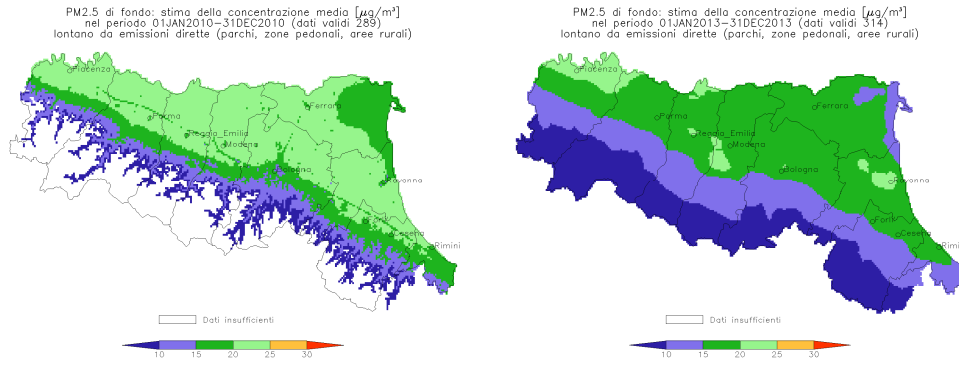 PM2.5 di fondo: stima della concentrazione media [µg/m³]
nel periodo 01JAN2010-31DEC2010 (dati validi 289)
lontano da emissioni dirette (parchi, zone pedonali, aree rurali)
Piacenza
Parma
Reggio Emilia
Modena
Ferrara
Bologna
Ravenna
Forlì
Cesena
Rimini
Dati insufficienti
10 15 20 25 30
PM2.5 di fondo: stima della concentrazione media [µg/m³]
nel periodo 01JAN2013-31DEC2013 (dati validi 314)
lontano da emissioni dirette (parchi, zone pedonali, aree rurali)
Piacenza
Parma
Reggio Emilia
Modena
Ferrara
Bologna
Ravenna
Forlì
Cesena
Rimini
Dati insufficienti
10 15 20 25 30